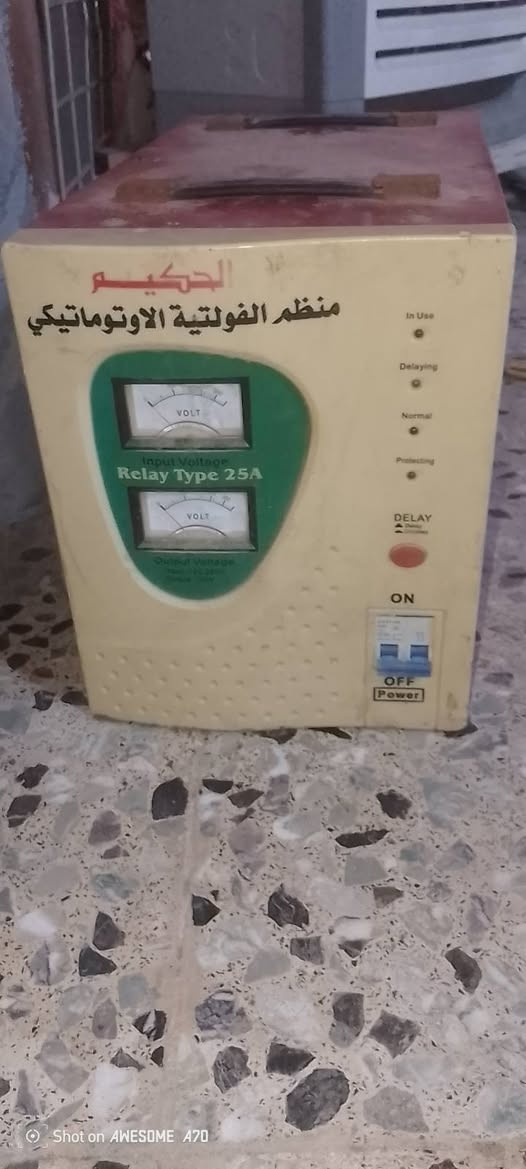 الحكيم
منظم الفولتية الاوتوماتيكي
In Use
Delaying
Normal
Protecting
VOLT
Input Voltage
Relay Type 25A
VOLT
Output Voltage
DELAY
ON
OFF
Power
Shot on AWESOME A70